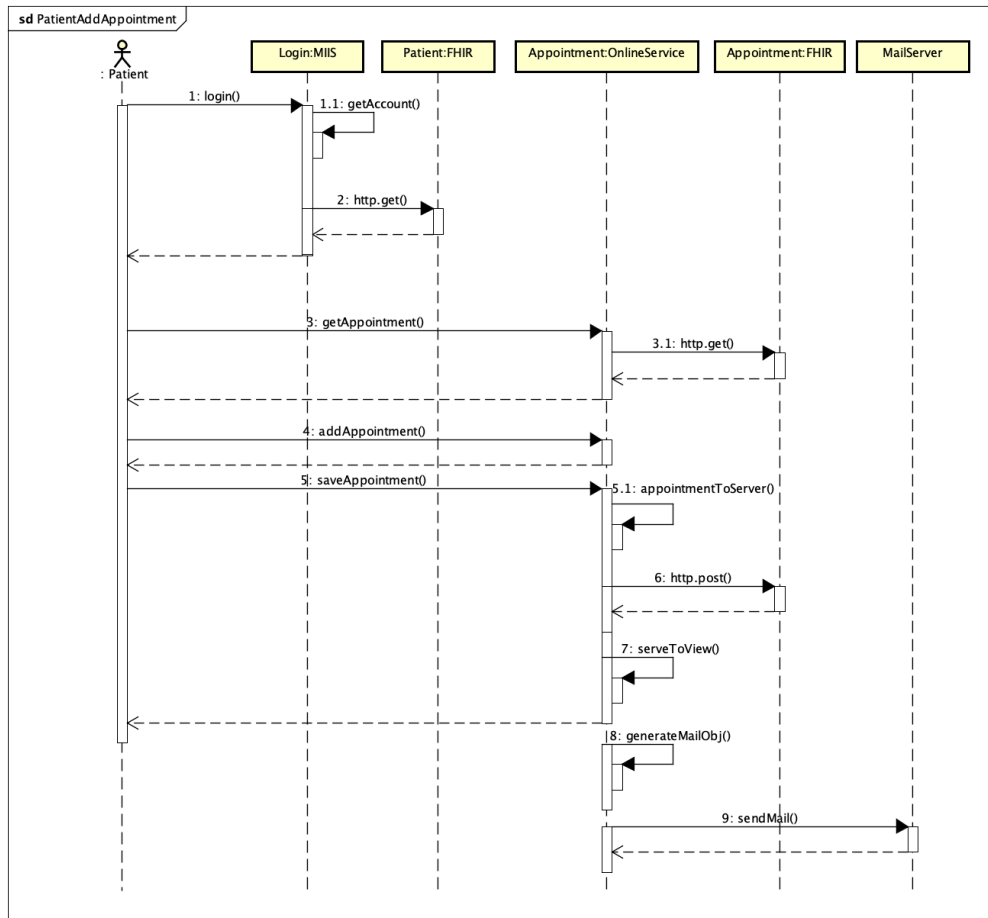 sd PatientAddAppointment
: Patient
Login:MIIS
Patient:FHIR
Appointment:OnlineService
Appointment:FHIR
MailServer
1: login()
1.1: getAccount()
2: http.get()
3: getAppointment()
3.1: http.get()
4: addAppointment()
5: saveAppointment()
5.1: appointmentToServer()
6: http.post()
7: serveToView()
8: generateMailObj()
9: sendMail()